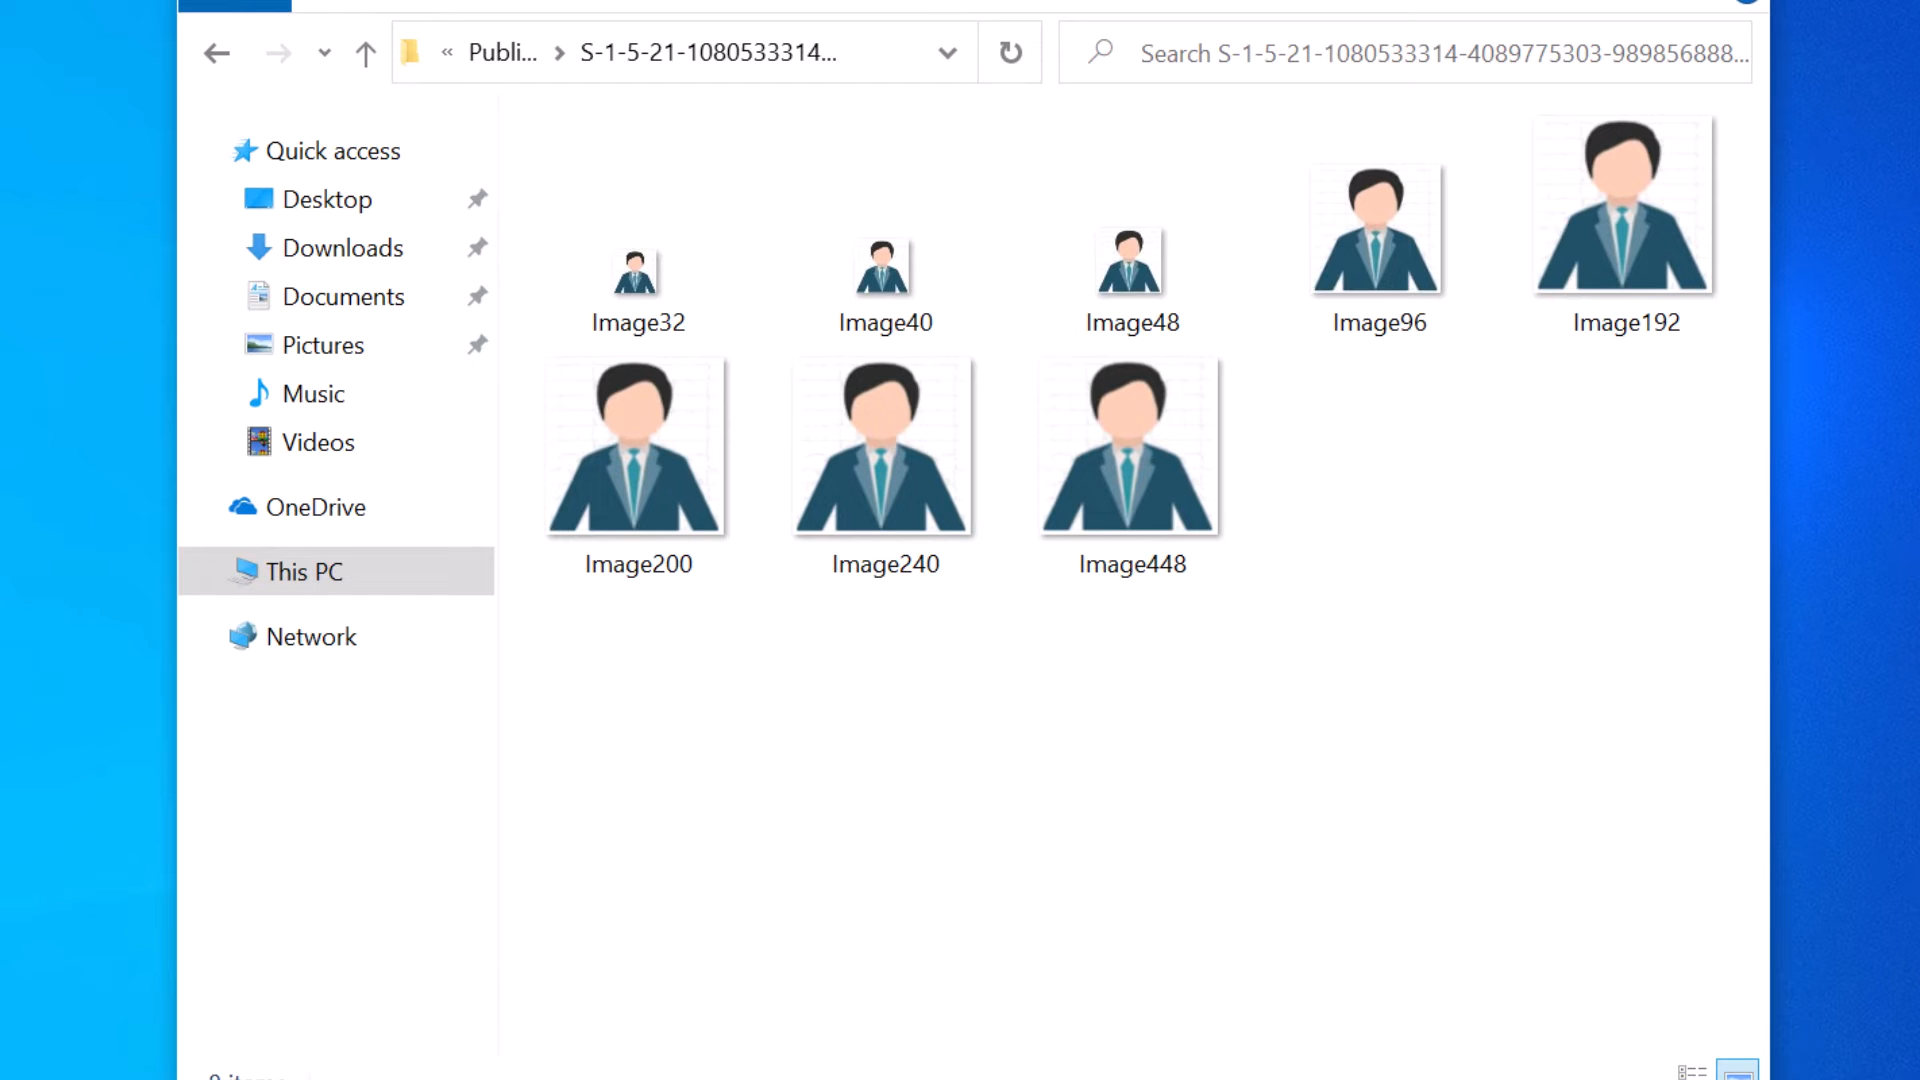 « Publi... > S-1-5-21-1080533314...
Search S-1-5-21-1080533314-4089775303-989856888...
Quick access
Desktop
Downloads
Documents
Pictures
Music
Videos
OneDrive
This PC
Network
Image32
Image40
Image48
Image96
Image192
Image200
Image240
Image448